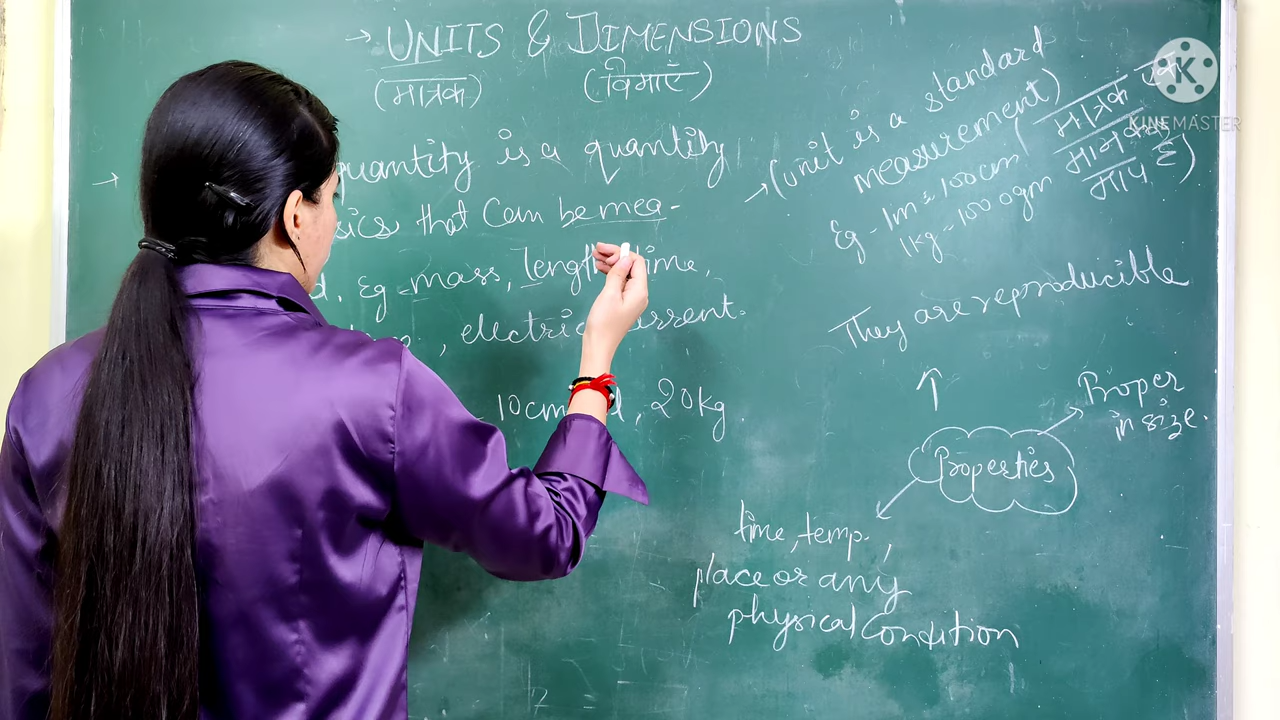 → UNITS & DIMENSIONS
(मात्रक) (विमाएं)
→ quantity is a quantity
that can be mea-
Eg - mass, length, time,
, electric current.
- 10cm , 20kg
→ (unit is a standard
measurement)
Eg - 1m = 100cm
1kg - 1000gm
(मात्रक एक
मानक
माप है)
They are reproducible
↑
Properties
Proper
in size.
time, temp. ,
place or any
physical Condition
K
KINEMASTER